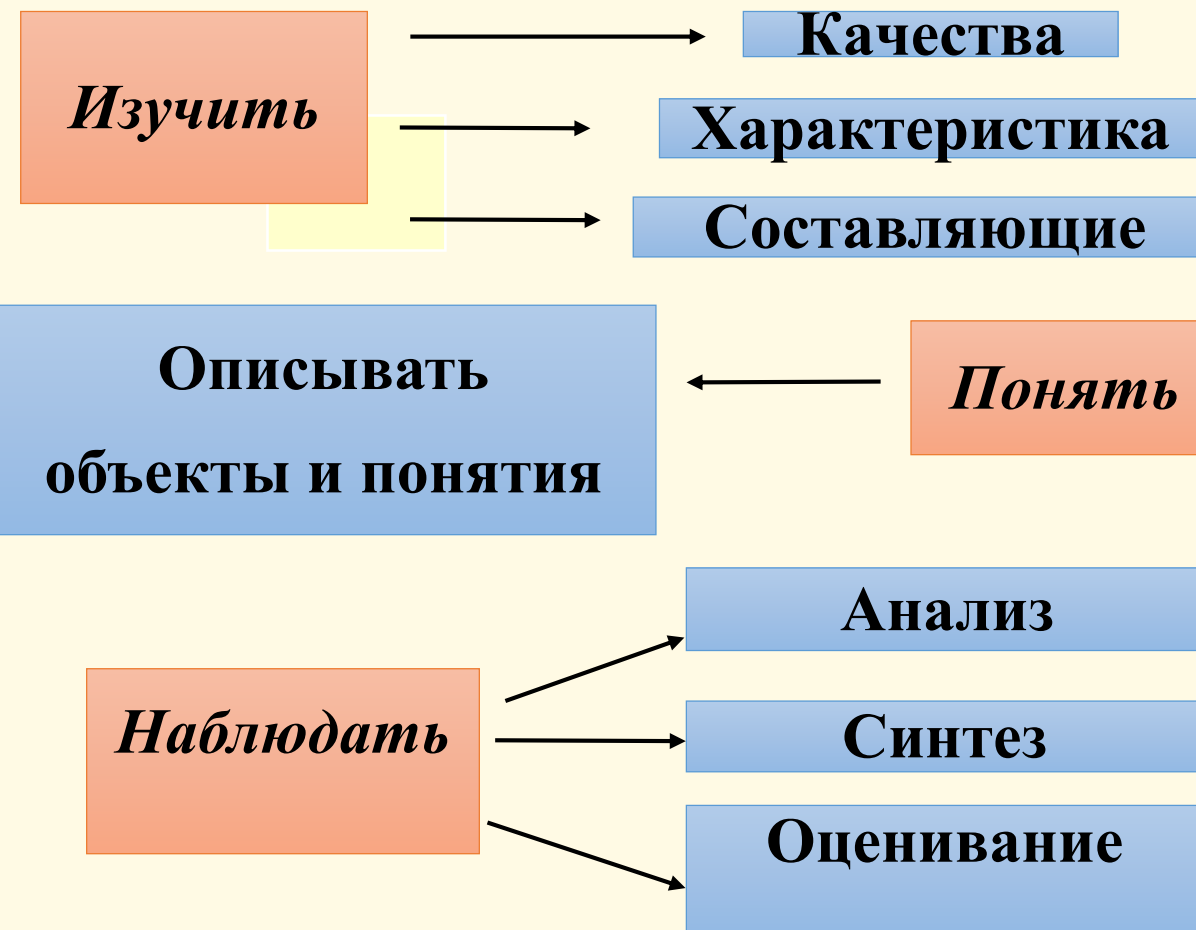 Изучить
Качества
Характеристика
Составляющие
Описывать
объекты и понятия
Понять
Наблюдать
Анализ
Синтез
Оценивание